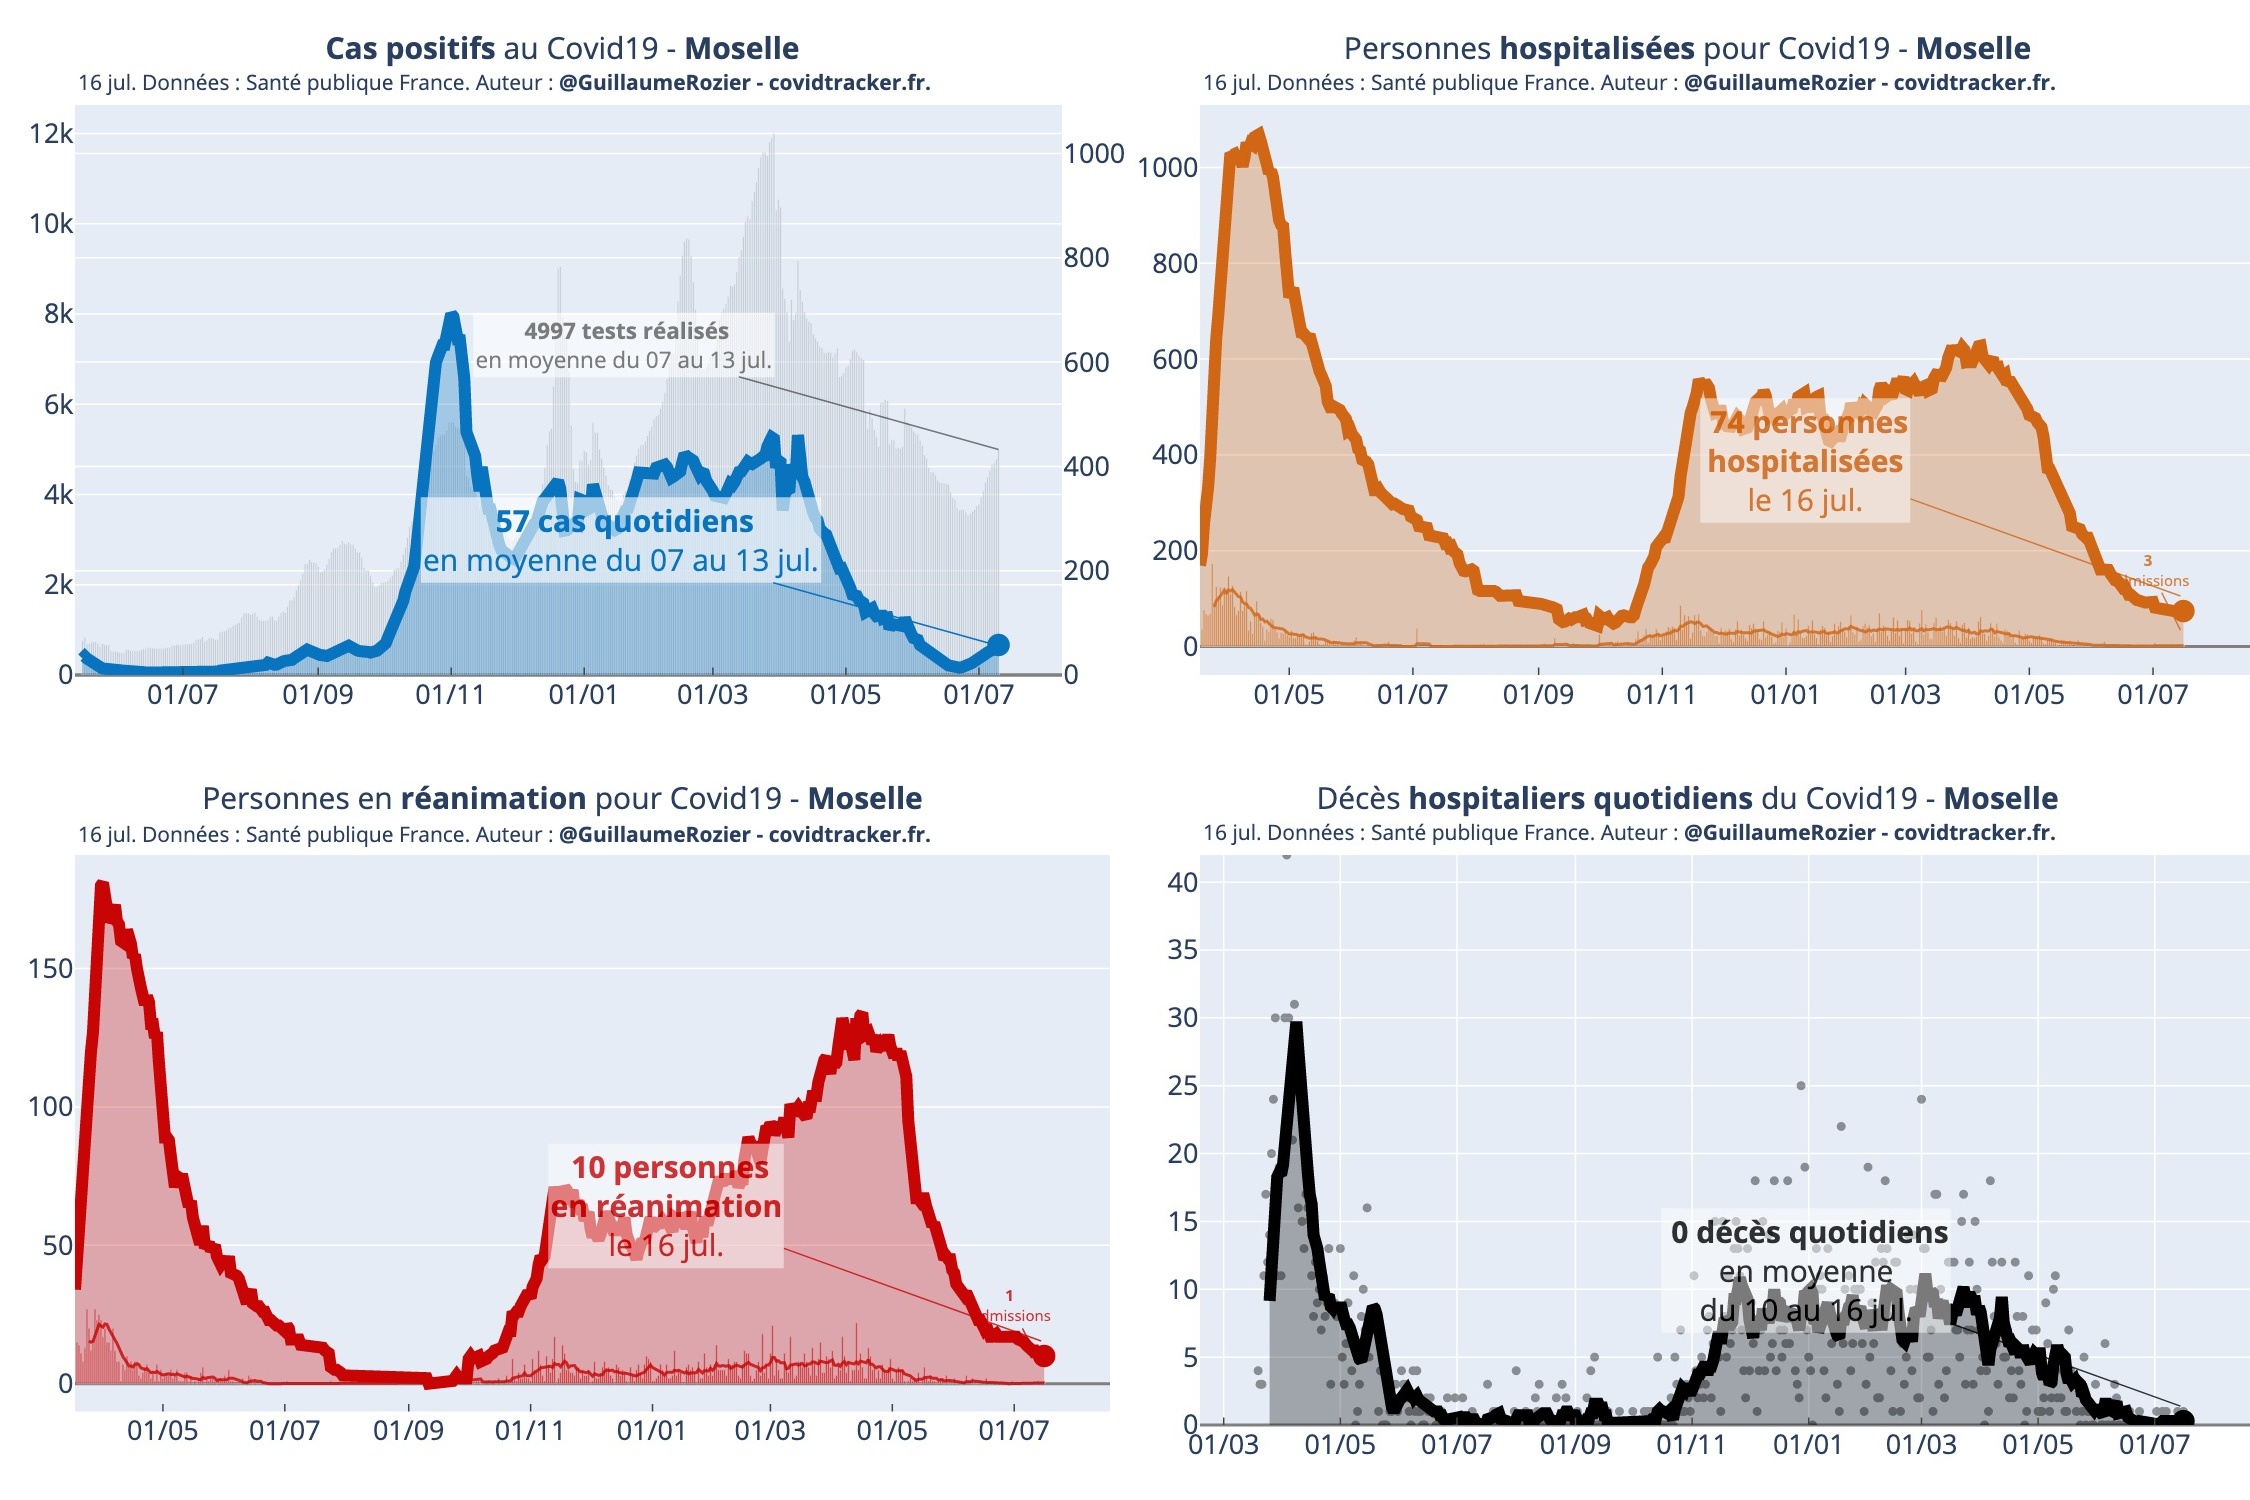 Cas positifs au Covid19 - Moselle
16 jul. Données : Santé publique France. Auteur : @GuillaumeRozier - covidtracker.fr.
12k
10k
8k
6k
4k
2k
0
1000
800
600
400
200
0
4997 tests réalisés
en moyenne du 07 au 13 jul.
57 cas quotidiens
en moyenne du 07 au 13 jul.
01/07 01/09 01/11 01/01 01/03 01/05 01/07
Personnes hospitalisées pour Covid19 - Moselle
16 jul. Données : Santé publique France. Auteur : @GuillaumeRozier - covidtracker.fr.
1000
800
600
400
200
0
74 personnes
hospitalisées
le 16 jul.
3
01/05 01/07 01/09 01/11 01/01 01/03 01/05 01/07
Personnes en réanimation pour Covid19 - Moselle
16 jul. Données : Santé publique France. Auteur : @GuillaumeRozier - covidtracker.fr.
150
100
50
0
10 personnes
en réanimation
le 16 jul.
1
01/05 01/07 01/09 01/11 01/01 01/03 01/05 01/07
Décès hospitaliers quotidiens du Covid19 - Moselle
16 jul. Données : Santé publique France. Auteur : @GuillaumeRozier - covidtracker.fr.
40
35
30
25
20
15
10
5
0
0 décès quotidiens
en moyenne
du 10 au 16 jul.
01/03 01/05 01/07 01/09 01/11 01/01 01/03 01/05 01/07